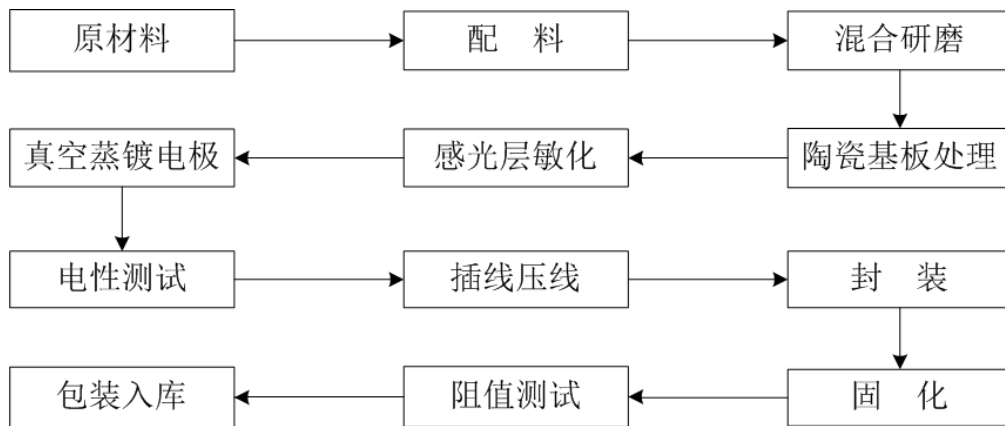 原材料
配　料
混合研磨
陶瓷基板处理
感光层敏化
真空蒸镀电极
电性测试
插线压线
封　装
固　化
阻值测试
包装入库